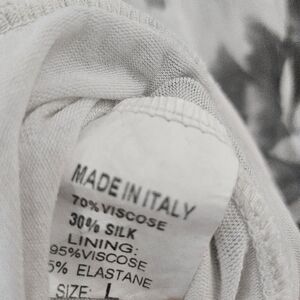 MADE IN ITALY
70% VISCOSE
30% SILK
LINING:
95% VISCOSE
5% ELASTANE
SIZE: L